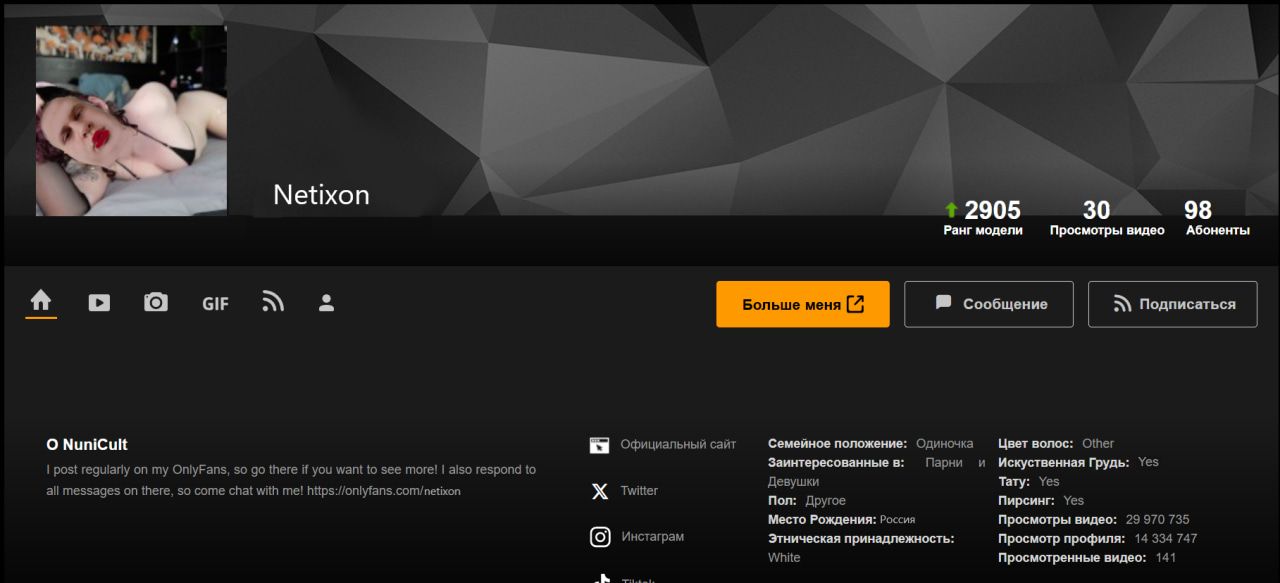 Netixon
2905 30 98
Ранг модели Просмотры видео Абоненты
GIF
Больше меня Сообщение Подписаться
О NuniCult
I post regularly on my OnlyFans, so go there if you want to see more! I also respond to
all messages on there, so come chat with me! https://onlyfans.com/netixon
Официальный сайт
Twitter
Инстаграм
Tiktok
Семейное положение: Одиночка
Заинтересованные в: Парни и
Девушки
Пол: Другое
Место Рождения: Россия
Этническая принадлежность:
White
Цвет волос: Other
Искуственная Грудь: Yes
Тату: Yes
Пирсинг: Yes
Просмотры видео: 29 970 735
Просмотр профиля: 14 334 747
Просмотренные видео: 141